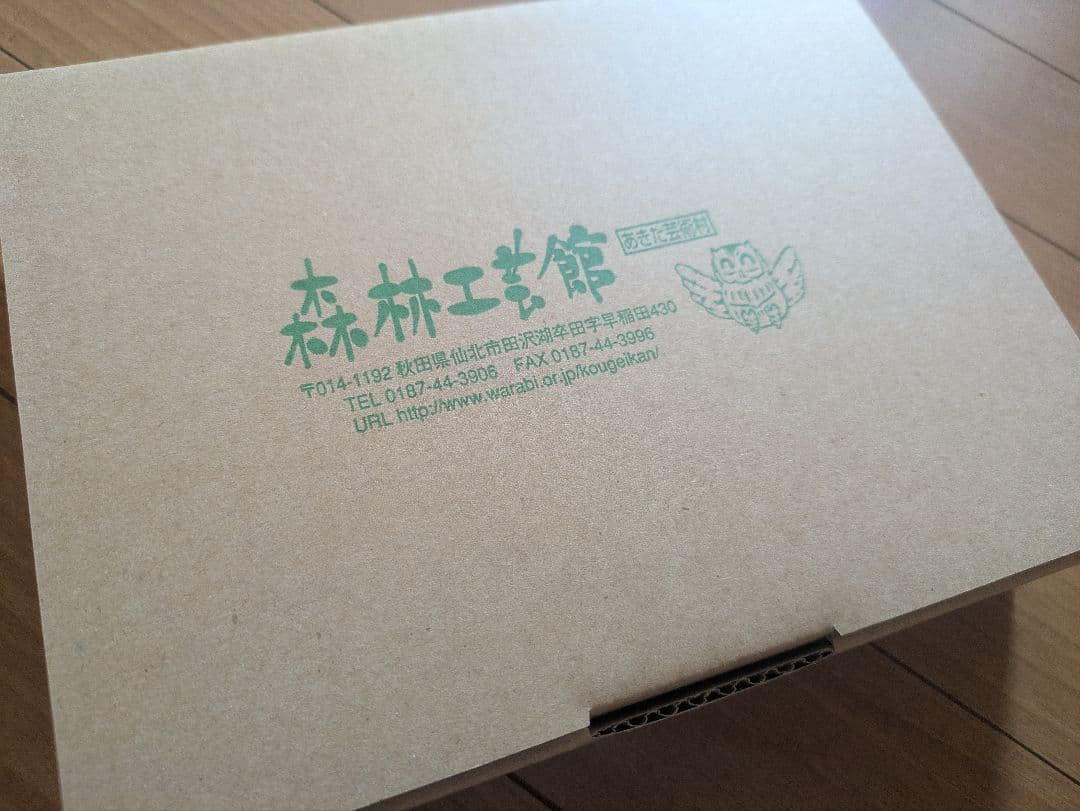 あきた芸術村
森林工芸館
〒014-1192 秋田県仙北市田沢湖卒田字早稲田430
TEL 0187-44-3906 FAX 0187-44-3996
URL http://www.warabi.or.jp/kougeikan/